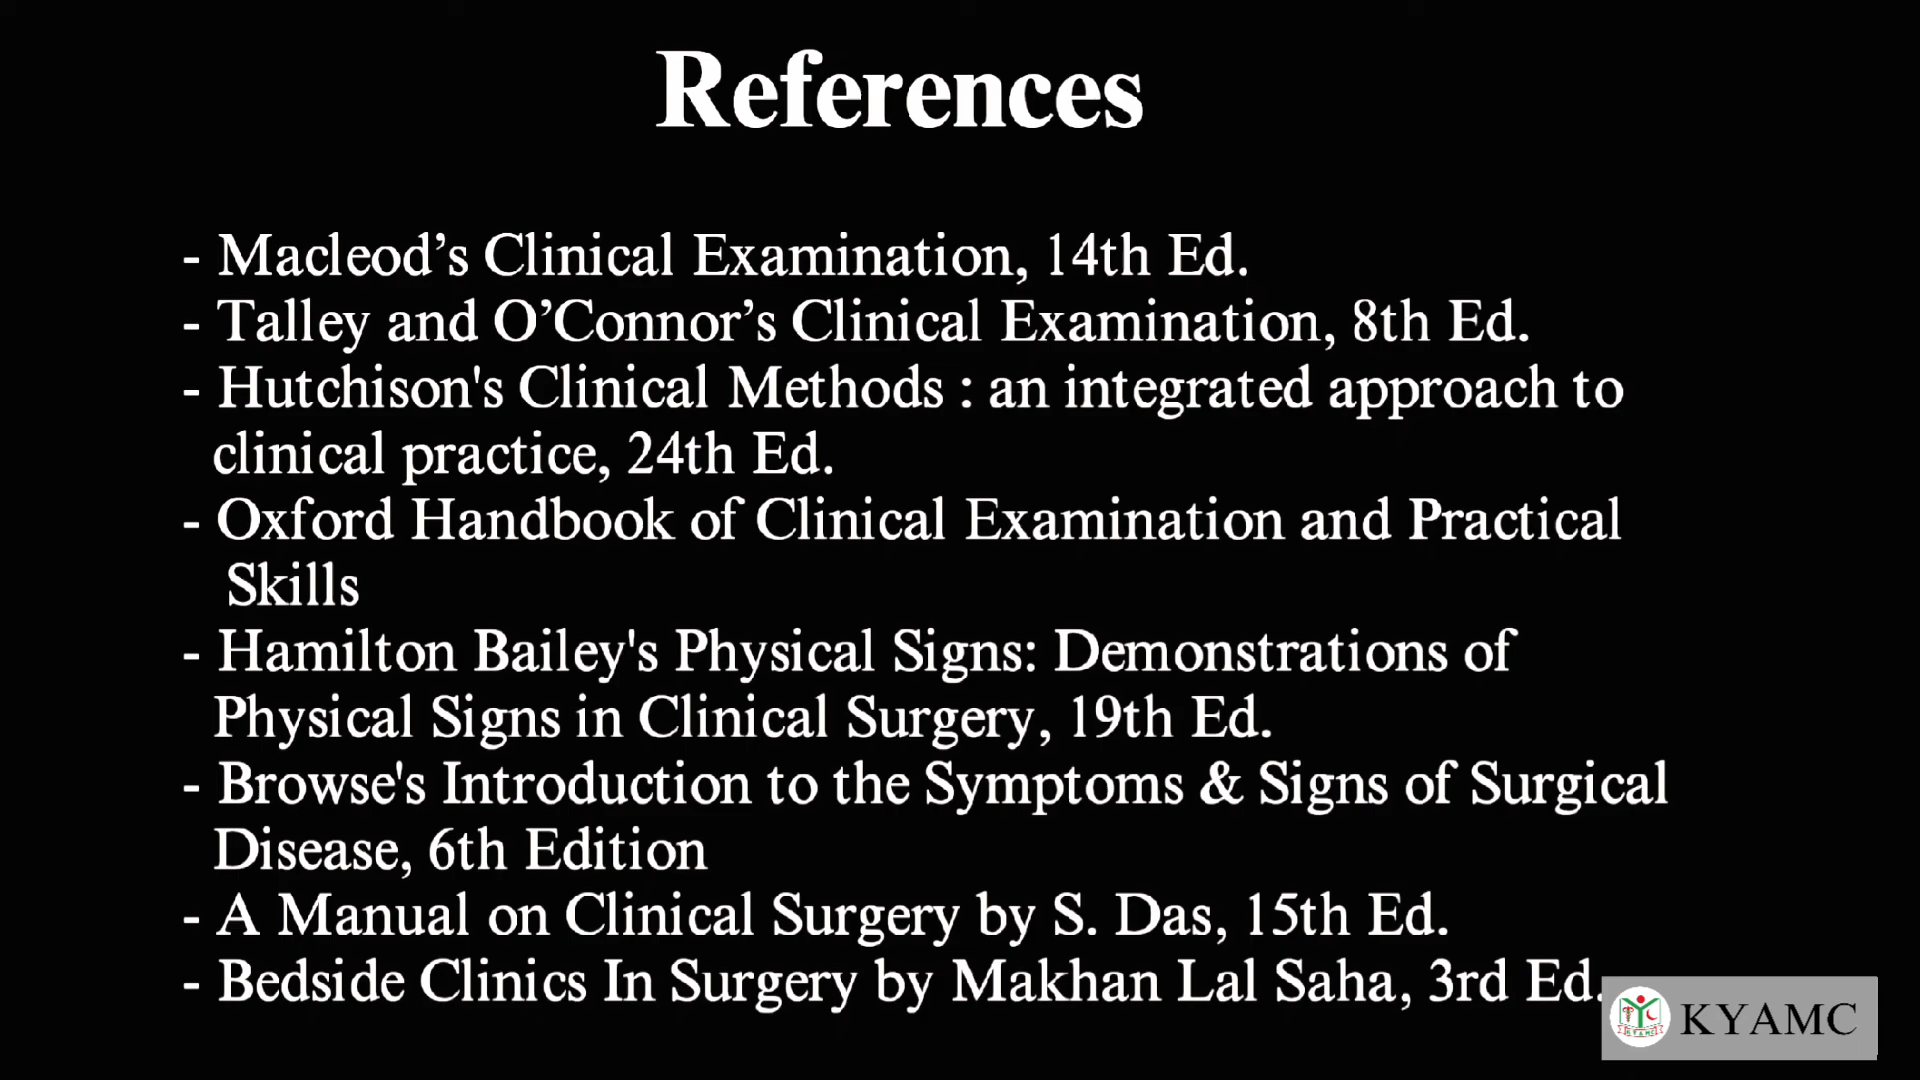 References
- Macleod’s Clinical Examination, 14th Ed.
- Talley and O’Connor’s Clinical Examination, 8th Ed.
- Hutchison's Clinical Methods : an integrated approach to
clinical practice, 24th Ed.
- Oxford Handbook of Clinical Examination and Practical
Skills
- Hamilton Bailey's Physical Signs: Demonstrations of
Physical Signs in Clinical Surgery, 19th Ed.
- Browse's Introduction to the Symptoms & Signs of Surgical
Disease, 6th Edition
- A Manual on Clinical Surgery by S. Das, 15th Ed.
- Bedside Clinics In Surgery by Makhan Lal Saha, 3rd Ed.
KYAMC